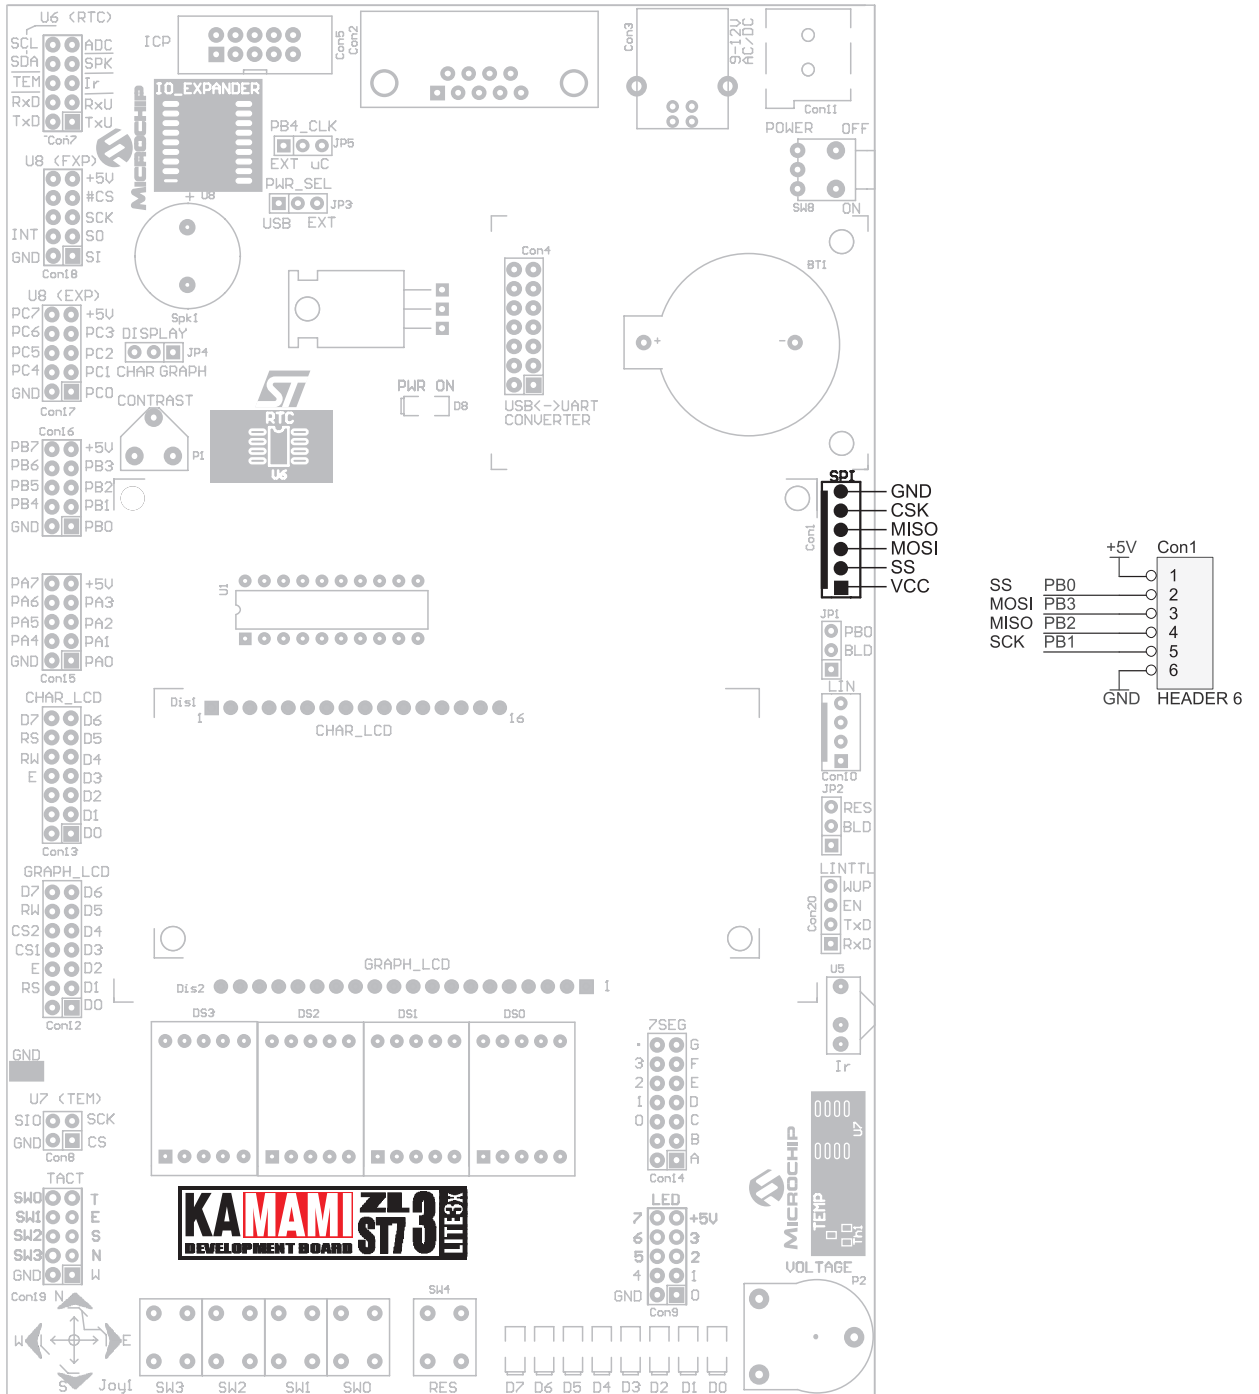 U6 (RTC)
SCL ADC
SDA SPK
TEM Ir
RxD RxU
TxD TxU
Con7
ICP
Con5
Con2
Con3
9-12V
AC/DC
Con11
IO_EXPANDER
MICROCHIP
U8
PB4_CLK
JP5
EXT uC
PWR_SEL
JP3
USB EXT
POWER OFF
SW8 ON
U8 (EXP)
+5V
#CS
SCK
INT SO
GND SI
Con18
+
Spk1
Con4
USB<->UART
CONVERTER
BT1
+ -
U8 (EXP)
PC7 +5V
PC6 PC3
PC5 PC2
PC4 PC1
GND PC0
Con17
DISPLAY
JP4
CHAR GRAPH
CONTRAST
P1
ST
RTC
U6
PWR ON
D8
Con16
PB7 +5V
PB6 PB3
PB5 PB2
PB4 PB1
GND PB0
SPI
Con1
GND
CSK
MISO
MOSI
SS
VCC
+5V Con1
1
SS PB0 2
MOSI PB3 3
MISO PB2 4
SCK PB1 5
6
GND HEADER 6
PA7 +5V
PA6 PA3
PA5 PA2
PA4 PA1
GND PA0
Con15
U1
JP1
PB0
BLD
LIN
Con10
JP2
RES
BLD
CHAR_LCD
D7 D6
RS D5
RW D4
E D3
D2
D1
D0
Con13
Dis1
1 16
CHAR_LCD
LINTTL
Con20
WUP
EN
TxD
RxD
GRAPH_LCD
D7 D6
RW D5
CS2 D4
CS1 D3
E D2
RS D1
D0
Con12
GRAPH_LCD
Dis2 1
U5
Ir
DS3 DS2 DS1 DS0
7SEG
. G
3 F
2 E
1 D
0 C
B
A
Con14
GND
U7 (TEM)
SIO SCK
GND CS
Con8
U7
MICROCHIP
TEMP
Th1
TACT
SW0 T
SW1 E
SW2 S
SW3 N
GND W
Con19
KAMAMI
DEVELOPMENT BOARD
ZL3
ST7
LITE3x
LED
7 +5V
6 3
5 2
4 1
GND 0
Con9
VOLTAGE
P2
N
W E
S Joy1
SW3 SW2 SW1 SW0
SW4
RES
D7 D6 D5 D4 D3 D2 D1 D0